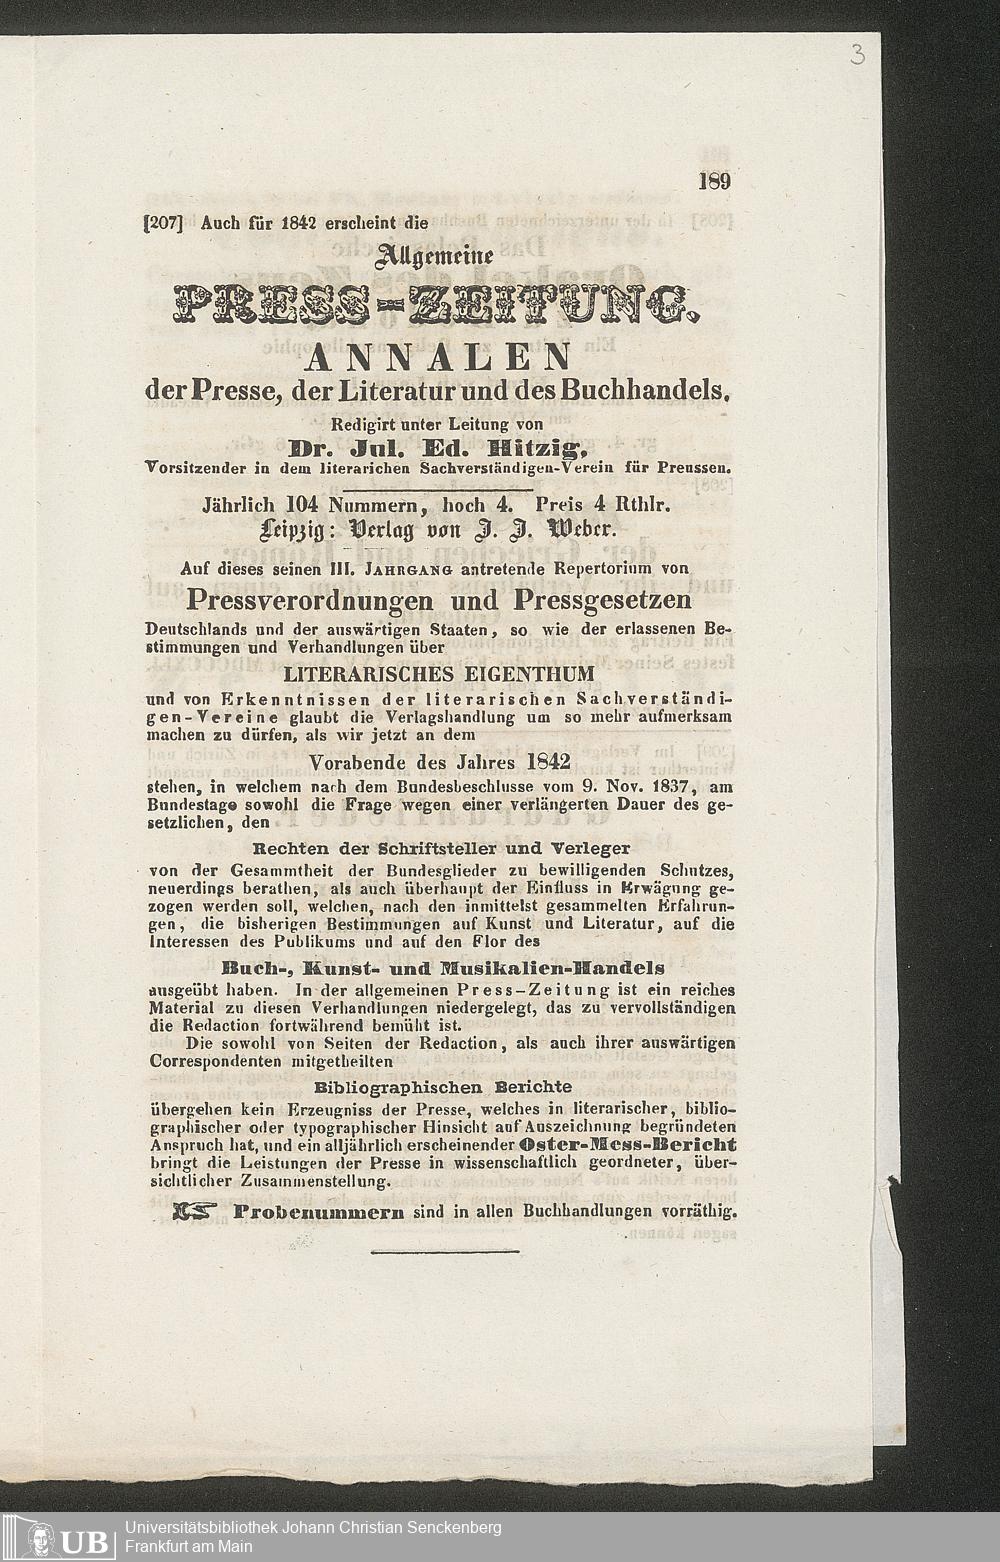 3
189
[207] Auch für 1842 erscheint die
Allgemeine
PRESS-ZEITUNG.
ANNALEN
der Presse, der Literatur und des Buchhandels.
Redigirt unter Leitung von
Dr. Jul. Ed. Hitzig,
Vorsitzender in dem literarichen Sachverständigen-Verein für Preussen.
Jährlich 104 Nummern, hoch 4. Preis 4 Rthlr.
Leipzig: Verlag von J. J. Weber.
Auf dieses seinen III. JAHRGANG antretende Repertorium von
Pressverordnungen und Pressgesetzen
Deutschlands und der auswärtigen Staaten, so wie der erlassenen Be-
stimmungen und Verhandlungen über
LITERARISCHES EIGENTHUM
und von Erkenntnissen der literarischen Sachverständi-
gen-Vereine glaubt die Verlagshandlung um so mehr aufmerksam
machen zu dürfen, als wir jetzt an dem
Vorabende des Jahres 1842
stehen, in welchem nach dem Bundesbeschlusse vom 9. Nov. 1837, am
Bundestage sowohl die Frage wegen einer verlängerten Dauer des ge-
setzlichen, den
Rechten der Schriftsteller und Verleger
von der Gesammtheit der Bundesglieder zu bewilligenden Schutzes,
neuerdings berathen, als auch überhaupt der Einfluss in Erwägung ge-
zogen werden soll, welchen, nach den inmittelst gesammelten Erfahrun-
gen, die bisherigen Bestimmungen auf Kunst und Literatur, auf die
Interessen des Publikums und auf den Flor des
Buch-, Kunst- und Musikalien-Handels
ausgeübt haben. In der allgemeinen Press-Zeitung ist ein reiches
Material zu diesen Verhandlungen niedergelegt, das zu vervollständigen
die Redaction fortwährend bemüht ist.
Die sowohl von Seiten der Redaction, als auch ihrer auswärtigen
Correspondenten mitgetheilten
Bibliographischen Berichte
übergehen kein Erzeugniss der Presse, welches in literarischer, biblio-
graphischer oder typographischer Hinsicht auf Auszeichnung begründeten
Anspruch hat, und ein alljährlich erscheinender Oster-Mess-Bericht
bringt die Leistungen der Presse in wissenschaftlich geordneter, über-
sichtlicher Zusammenstellung.
☞ Probenummern sind in allen Buchhandlungen vorräthig.
UB Universitätsbibliothek Johann Christian Senckenberg
Frankfurt am Main